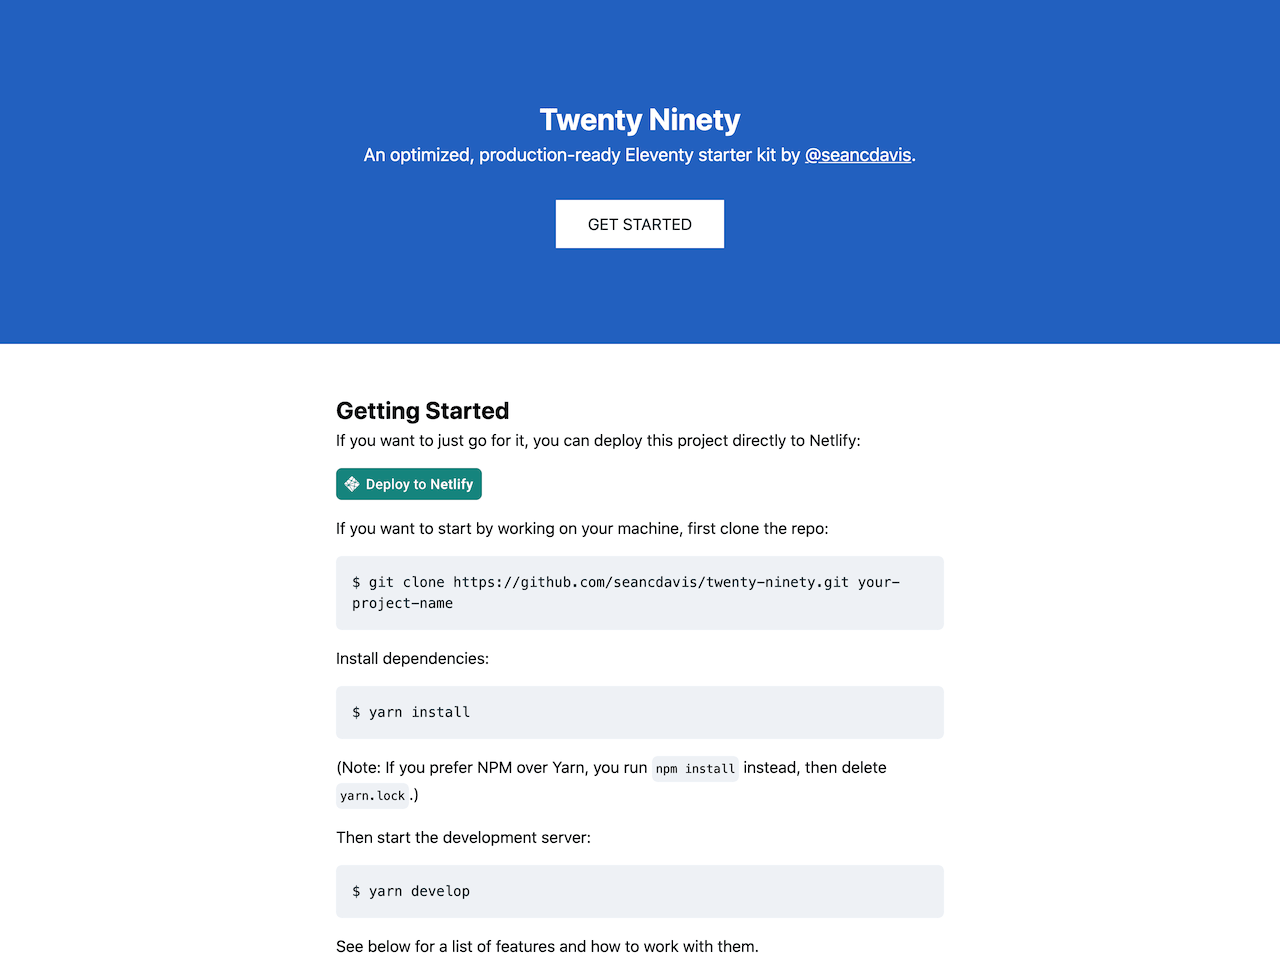 Twenty Ninety
An optimized, production-ready Eleventy starter kit by @seancdavis.
GET STARTED
Getting Started
If you want to just go for it, you can deploy this project directly to Netlify:
Deploy to Netlify
If you want to start by working on your machine, first clone the repo:
$ git clone https://github.com/seancdavis/twenty-ninety.git your-
project-name
Install dependencies:
$ yarn install
(Note: If you prefer NPM over Yarn, you run npm install instead, then delete
yarn.lock.)
Then start the development server:
$ yarn develop
See below for a list of features and how to work with them.